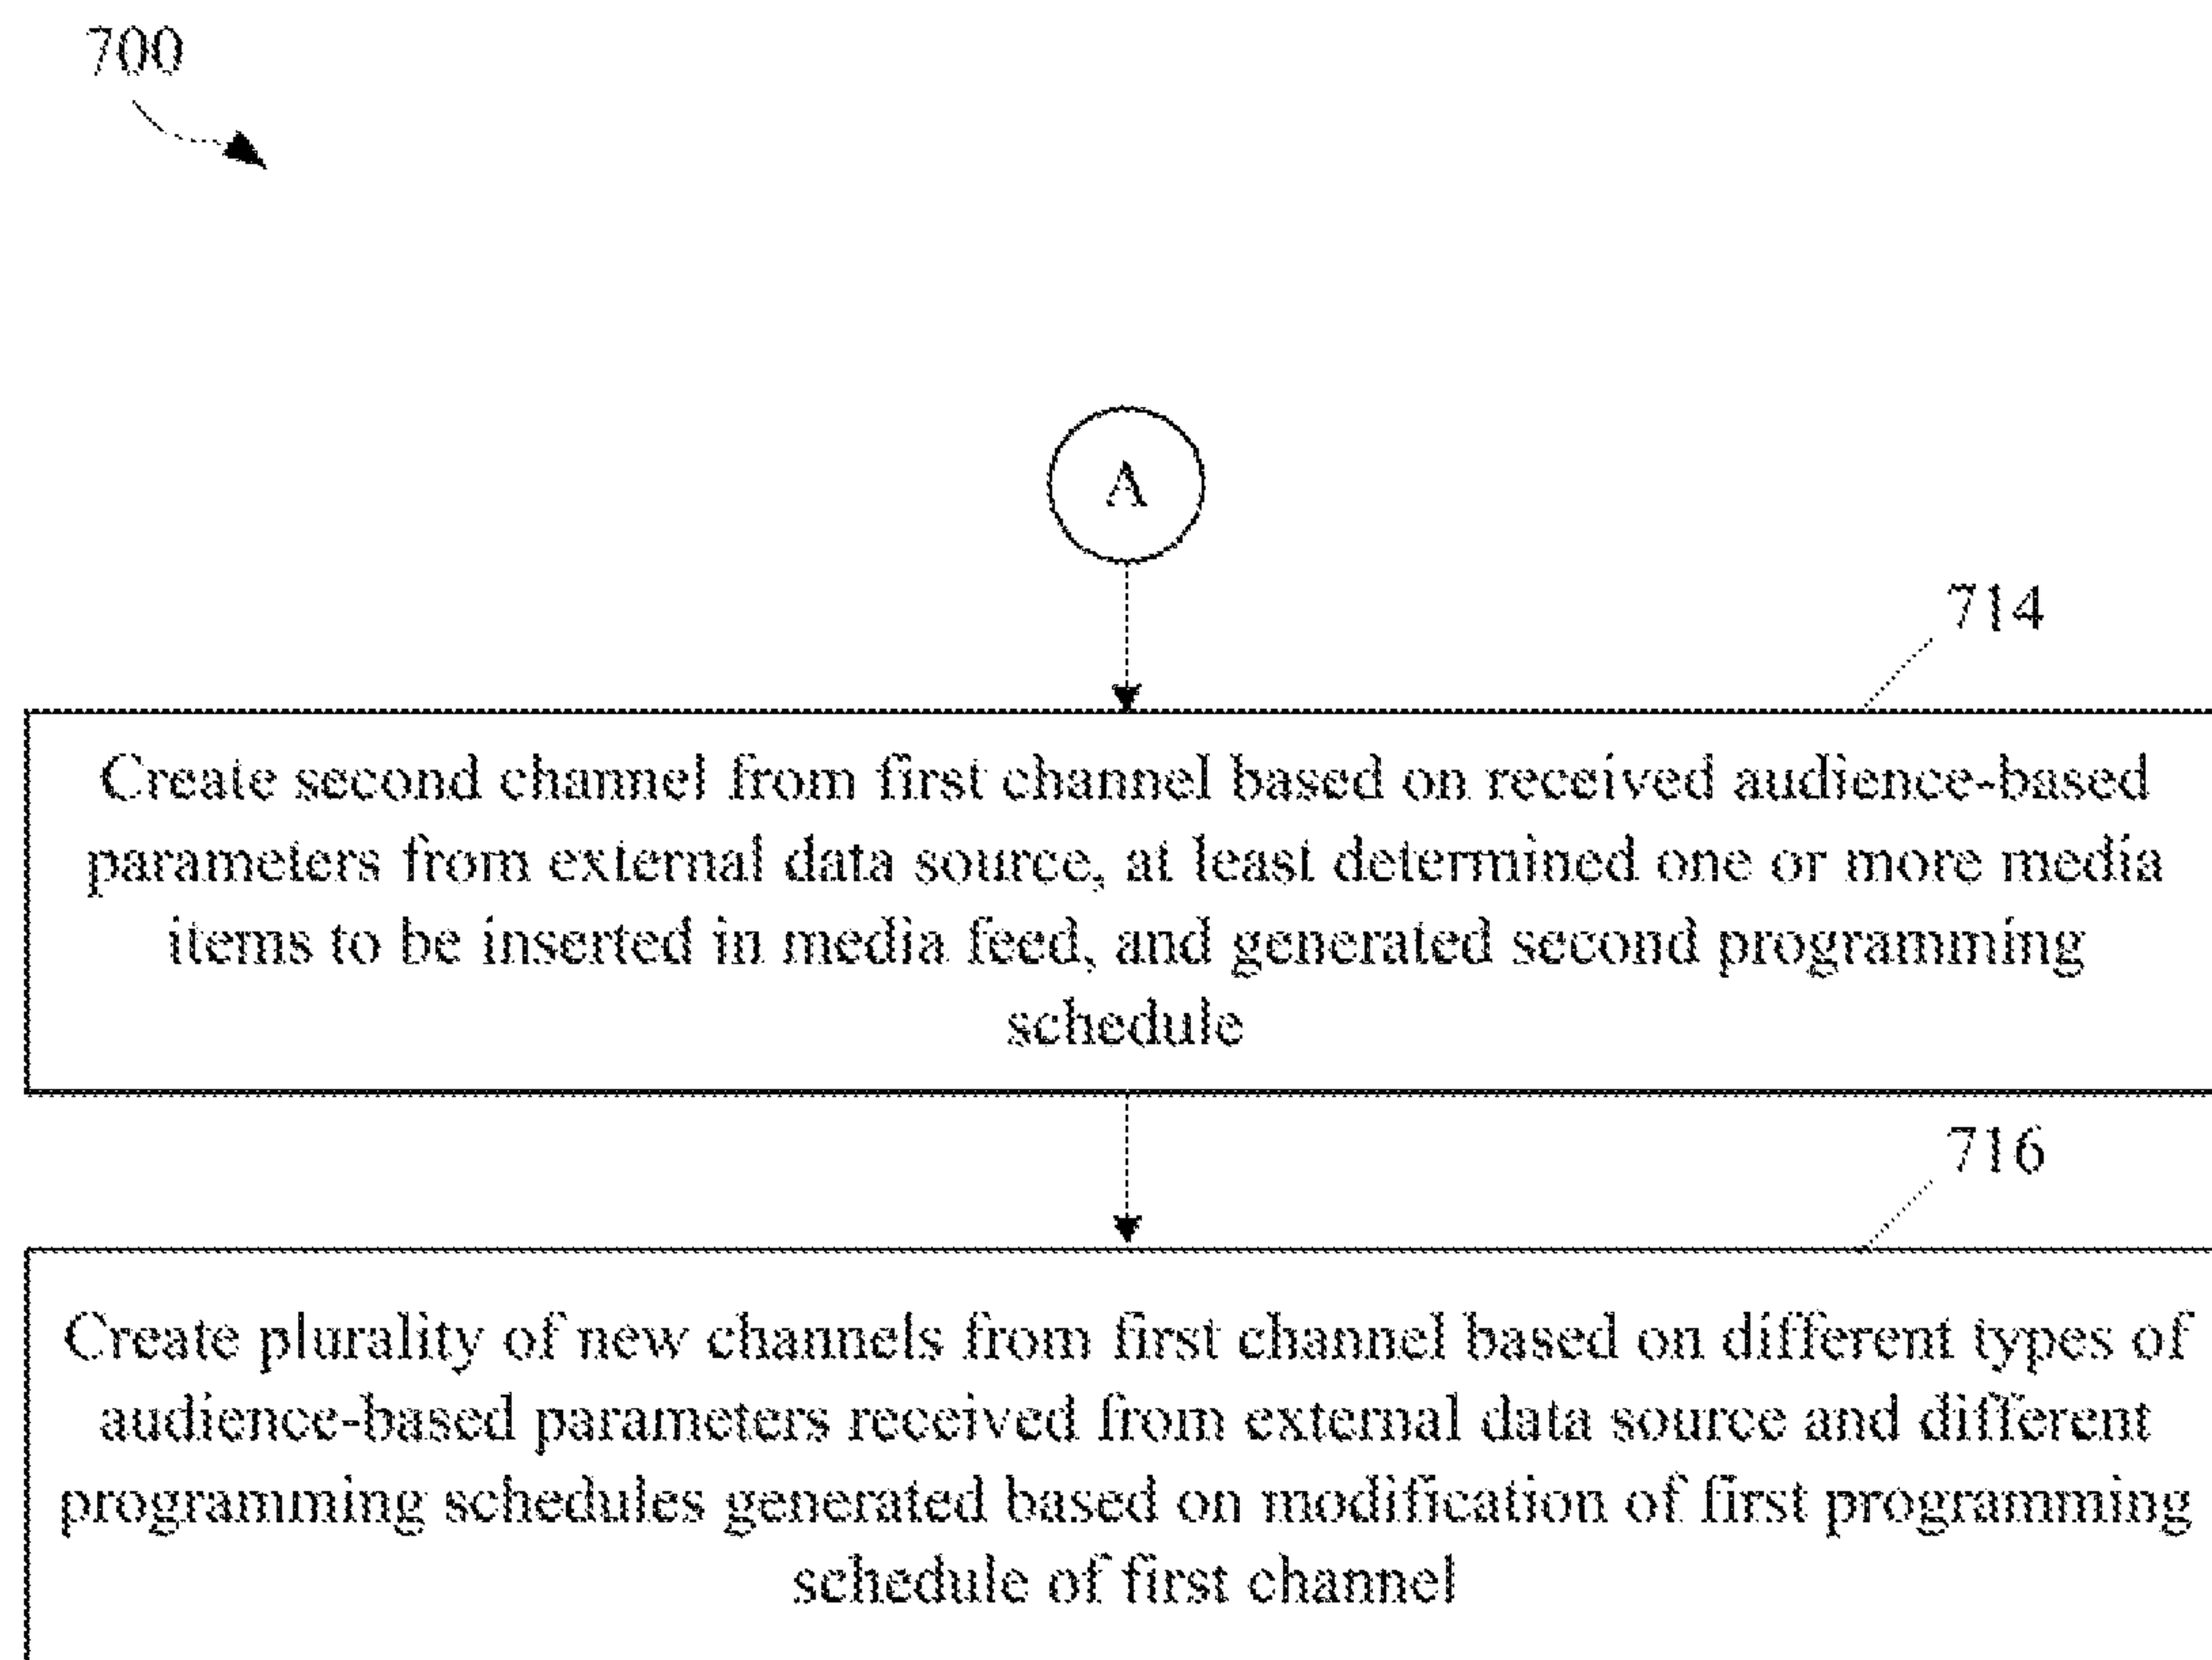 700
A
714
Create second channel from first channel based on received audience-based
parameters from external data source, at least determined one or more media
items to be inserted in media feed, and generated second programming
schedule
716
Create plurality of new channels from first channel based on different types of
audience-based parameters received from external data source and different
programming schedules generated based on modification of first programming
schedule of first channel